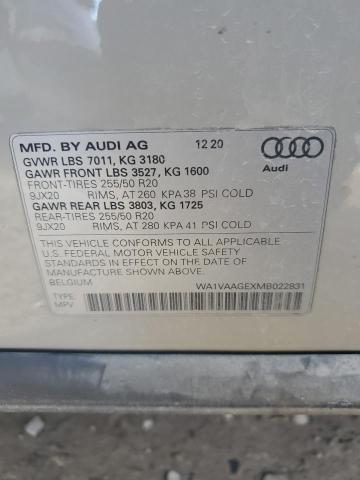 MFD. BY AUDI AG 12 20
GVWR LBS 7011, KG 3180
GAWR FRONT LBS 3527, KG 1600
FRONT-TIRES 255/50 R20
9JX20 RIMS, AT 260 KPA 38 PSI COLD
GAWR REAR LBS 3803, KG 1725
REAR-TIRES 255/50 R20
9JX20 RIMS, AT 280 KPA 41 PSI COLD
Audi
THIS VEHICLE CONFORMS TO ALL APPLICABLE
U.S. FEDERAL MOTOR VEHICLE SAFETY
STANDARDS IN EFFECT ON THE DATE OF
MANUFACTURE SHOWN ABOVE.
BELGIUM WA1VAAGEXMB022831
TYPE:
MPV